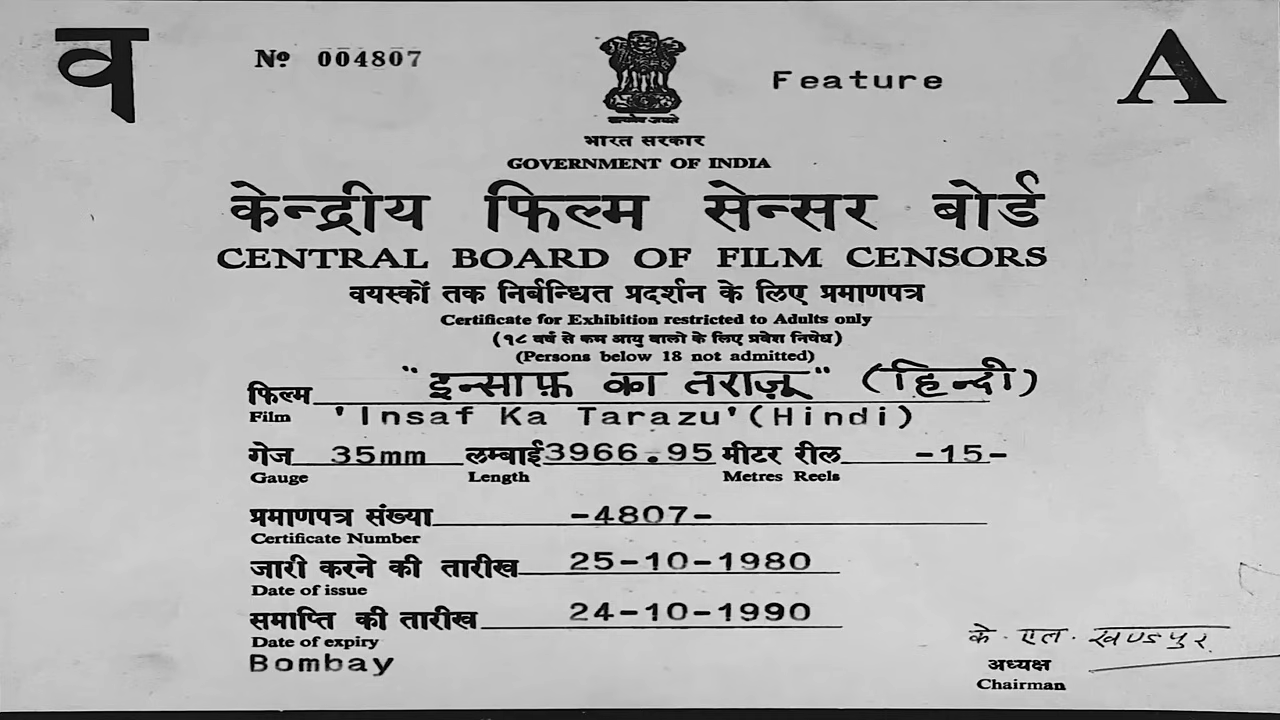 व
No 004807
Feature
A
सत्यमेव जयते
भारत सरकार
GOVERNMENT OF INDIA
केन्द्रीय फिल्म सेन्सर बोर्ड
CENTRAL BOARD OF FILM CENSORS
वयस्कों तक निर्बन्धित प्रदर्शन के लिए प्रमाणपत्र
Certificate for Exhibition restricted to Adults only
(१८ वर्ष से कम आयु वालो के लिए प्रवेश निषेध)
(Persons below 18 not admitted)
फिल्म "इन्साफ़ का तराज़ू" (हिन्दी)
Film 'Insaf Ka Tarazu'(Hindi)
गेज 35mm लम्बाई 3966.95 मीटर रील -15-
Gauge Length Metres Reels
प्रमाणपत्र संख्या -4807-
Certificate Number
जारी करने की तारीख 25-10-1980
Date of issue
समाप्ति की तारीख 24-10-1990
Date of expiry
Bombay
के. एल. खण्डपुर
अध्यक्ष
Chairman